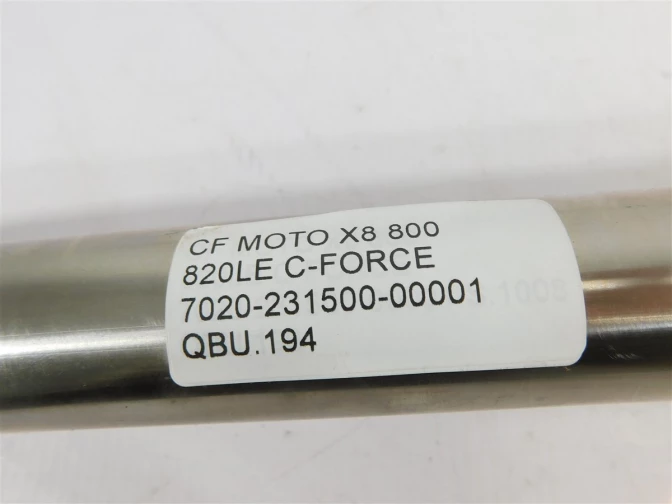 CF MOTO X8 800
820LE C-FORCE
7020-231500-00001
QBU.194